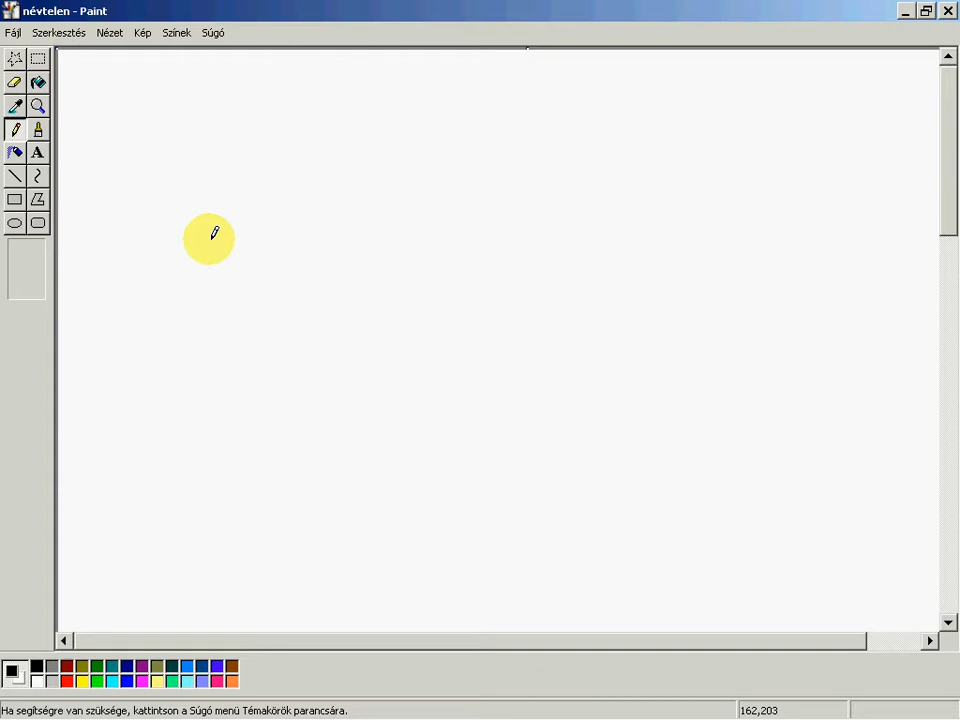 névtelen - Paint
Fájl Szerkesztés Nézet Kép Színek Súgó
A
Ha segítségre van szüksége, kattintson a Súgó menü Témakörök parancsára.
162,203